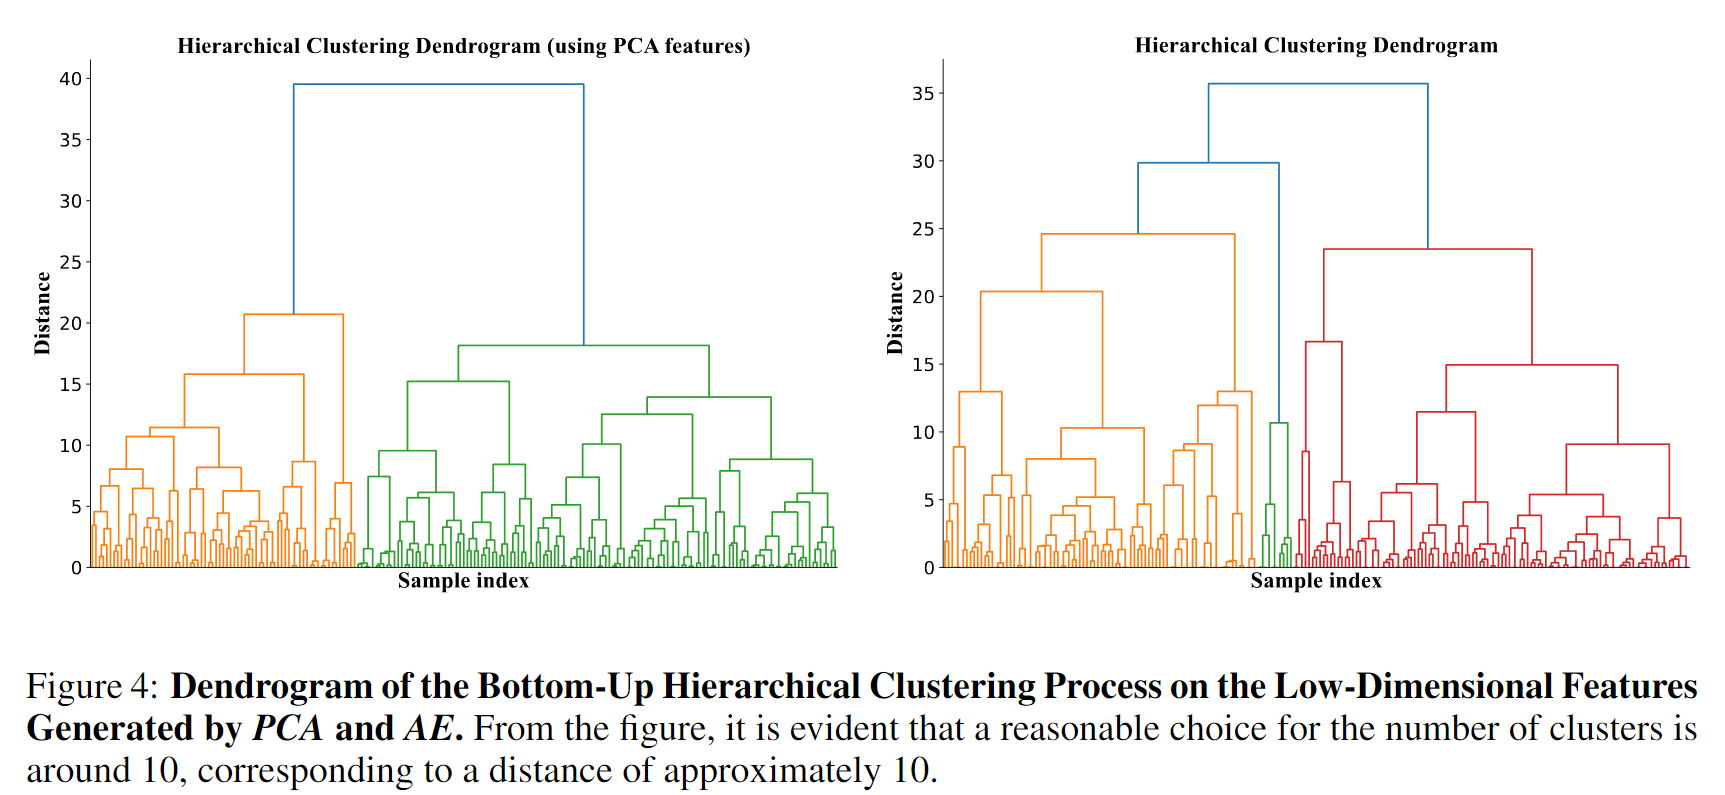 Hierarchical Clustering Dendrogram (using PCA features)
40
35
30
25
20
15
10
5
0
Distance
Sample index
Hierarchical Clustering Dendrogram
35
30
25
20
15
10
5
0
Distance
Sample index
Figure 4: Dendrogram of the Bottom-Up Hierarchical Clustering Process on the Low-Dimensional Features
Generated by PCA and AE. From the figure, it is evident that a reasonable choice for the number of clusters is
around 10, corresponding to a distance of approximately 10.